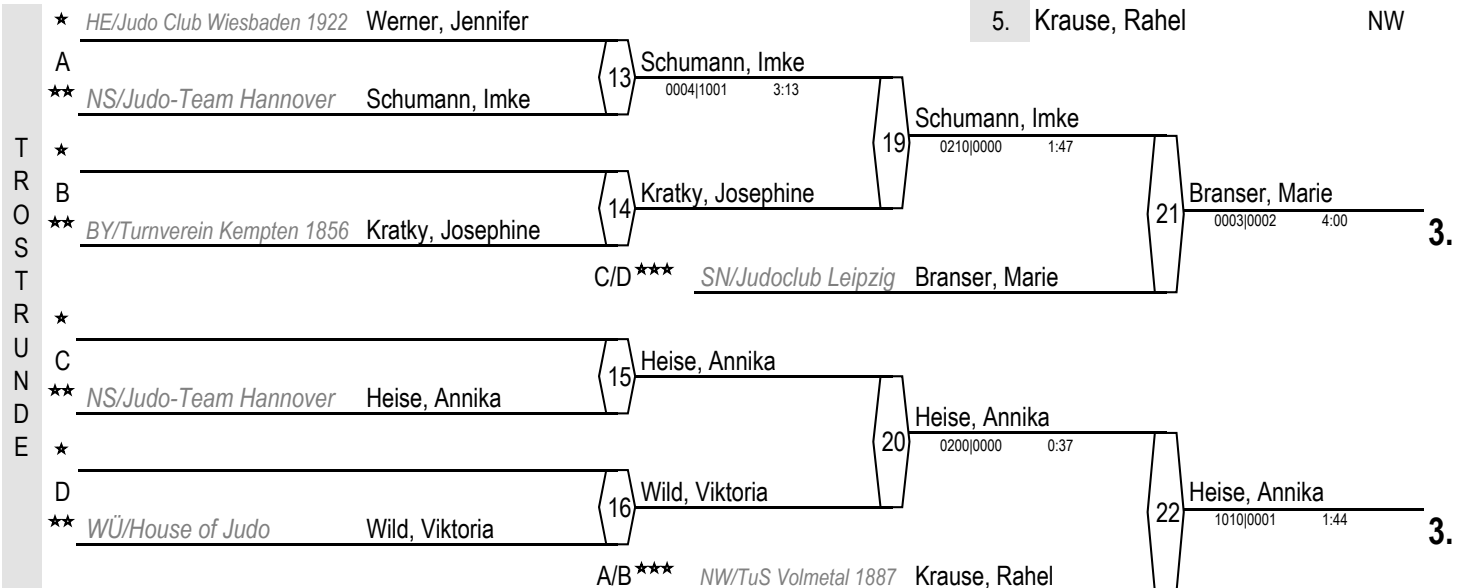 HE/Judo Club Wiesbaden 1922 Werner, Jennifer
5. Krause, Rahel NW
A
13 Schumann, Imke
0004|1001 3:13
NS/Judo-Team Hannover Schumann, Imke
Schumann, Imke
19
0210|0000 1:47
TROSTRUNDE
B
14 Kratky, Josephine
21 Branser, Marie
0003|0002 4:00
3.
BY/Turnverein Kempten 1856 Kratky, Josephine
C/D SN/Judoclub Leipzig Branser, Marie
C
15 Heise, Annika
NS/Judo-Team Hannover Heise, Annika
Heise, Annika
20
0200|0000 0:37
D
16 Wild, Viktoria
22 Heise, Annika
1010|0001 1:44
3.
WÜ/House of Judo Wild, Viktoria
A/B NW/TuS Volmetal 1887 Krause, Rahel